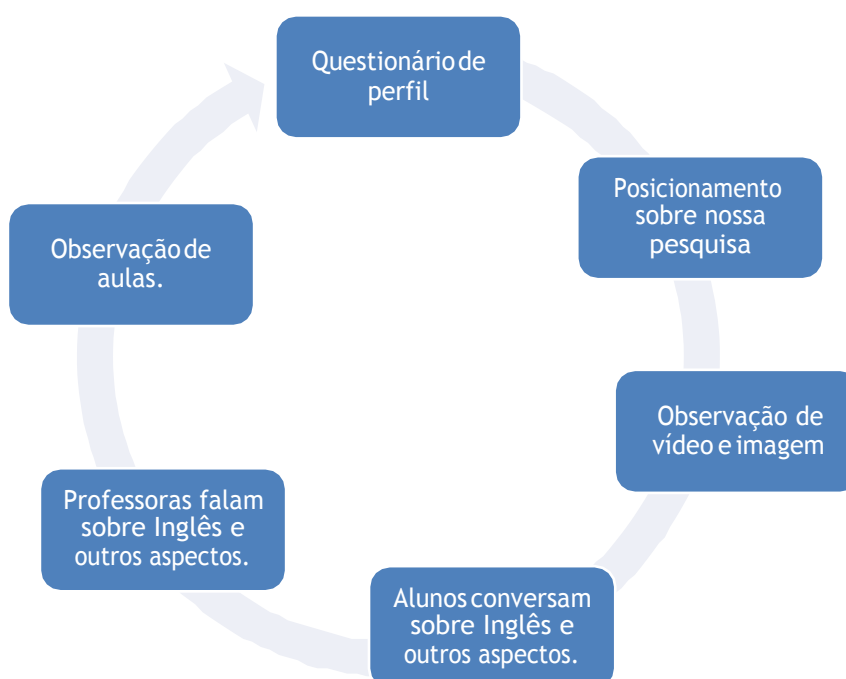 Questionário de
perfil
Posicionamento
sobre nossa
pesquisa
Observação de
vídeo e imagem
Alunos conversam
sobre Inglês e
outros aspectos.
Professoras falam
sobre Inglês e
outros aspectos.
Observação de
aulas.